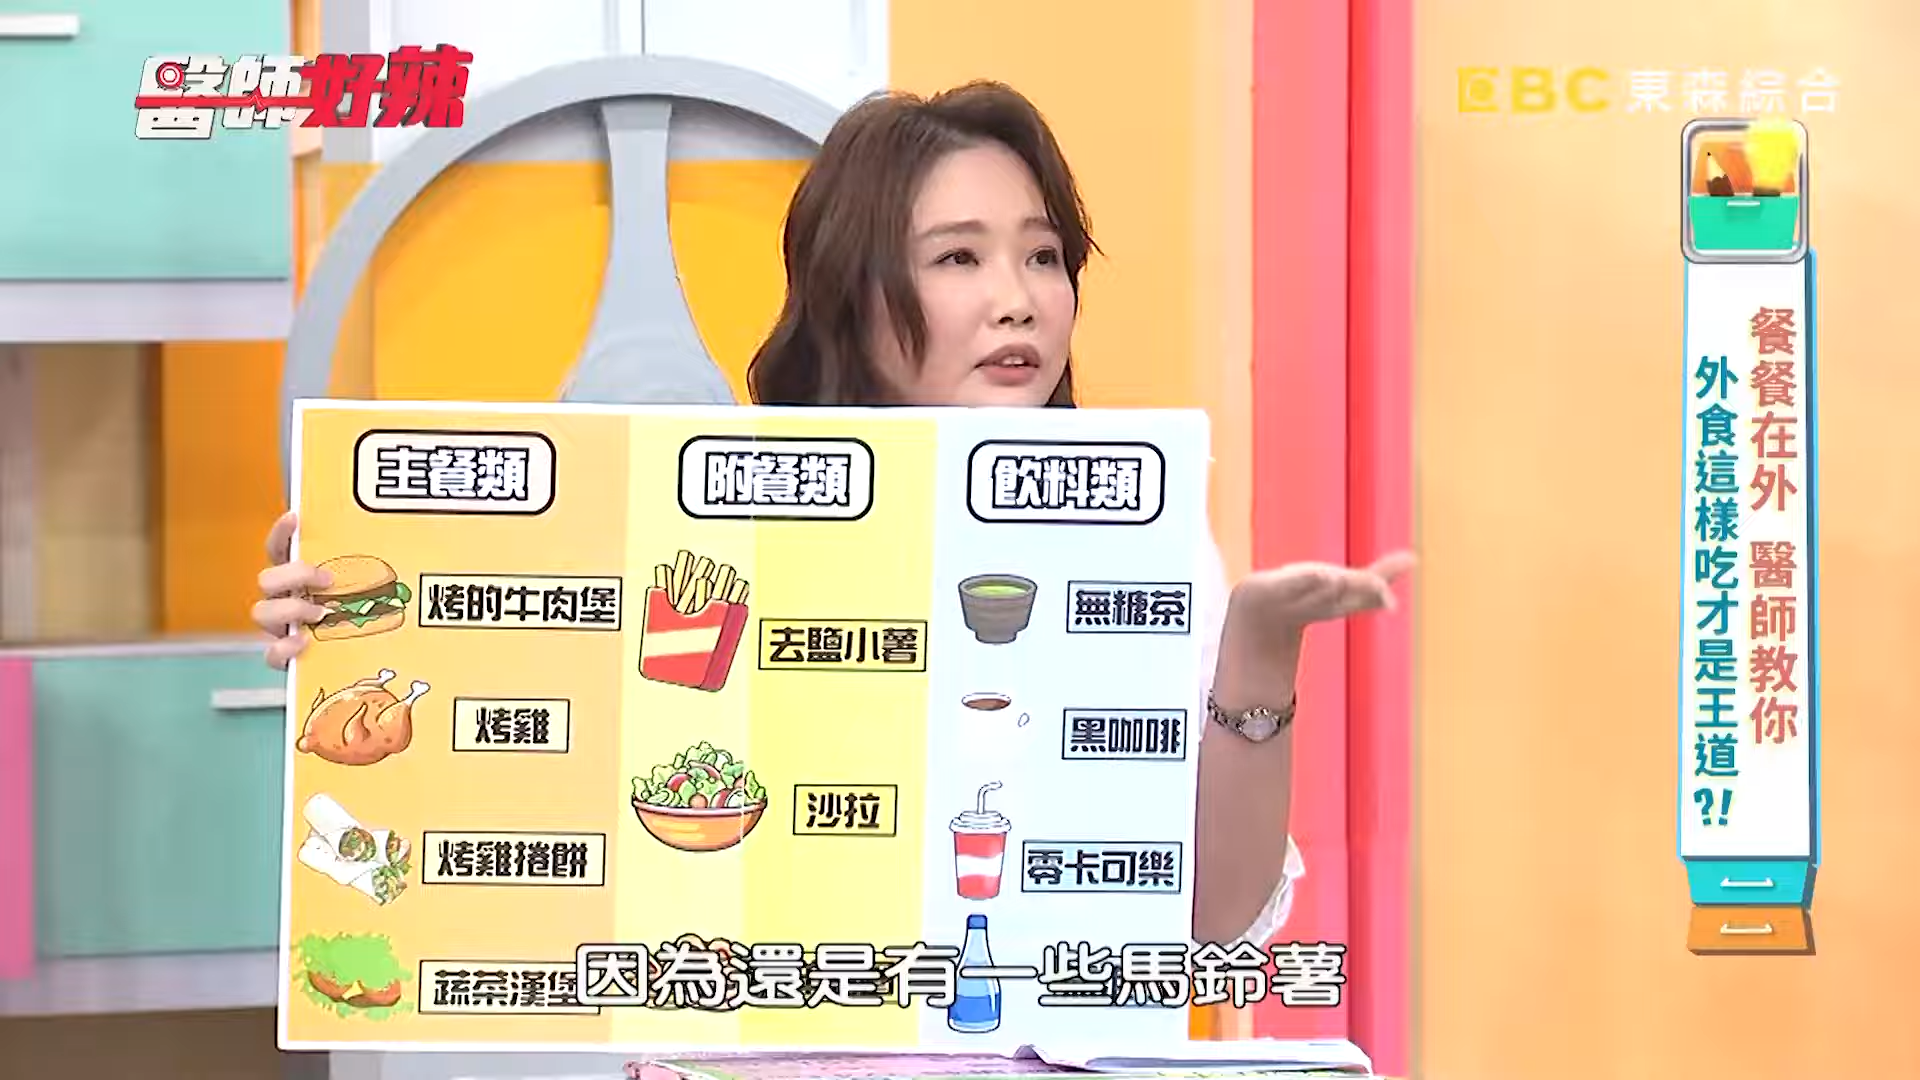 醫師好辣
EBC 東森綜合
餐餐在外 醫師教你
外食這樣吃才是王道?!
主餐類
附餐類
飲料類
烤的牛肉堡
去鹽小薯
無糖茶
烤雞
黑咖啡
沙拉
烤雞捲餅
零卡可樂
蔬菜漢堡
因為還是有一些馬鈴薯